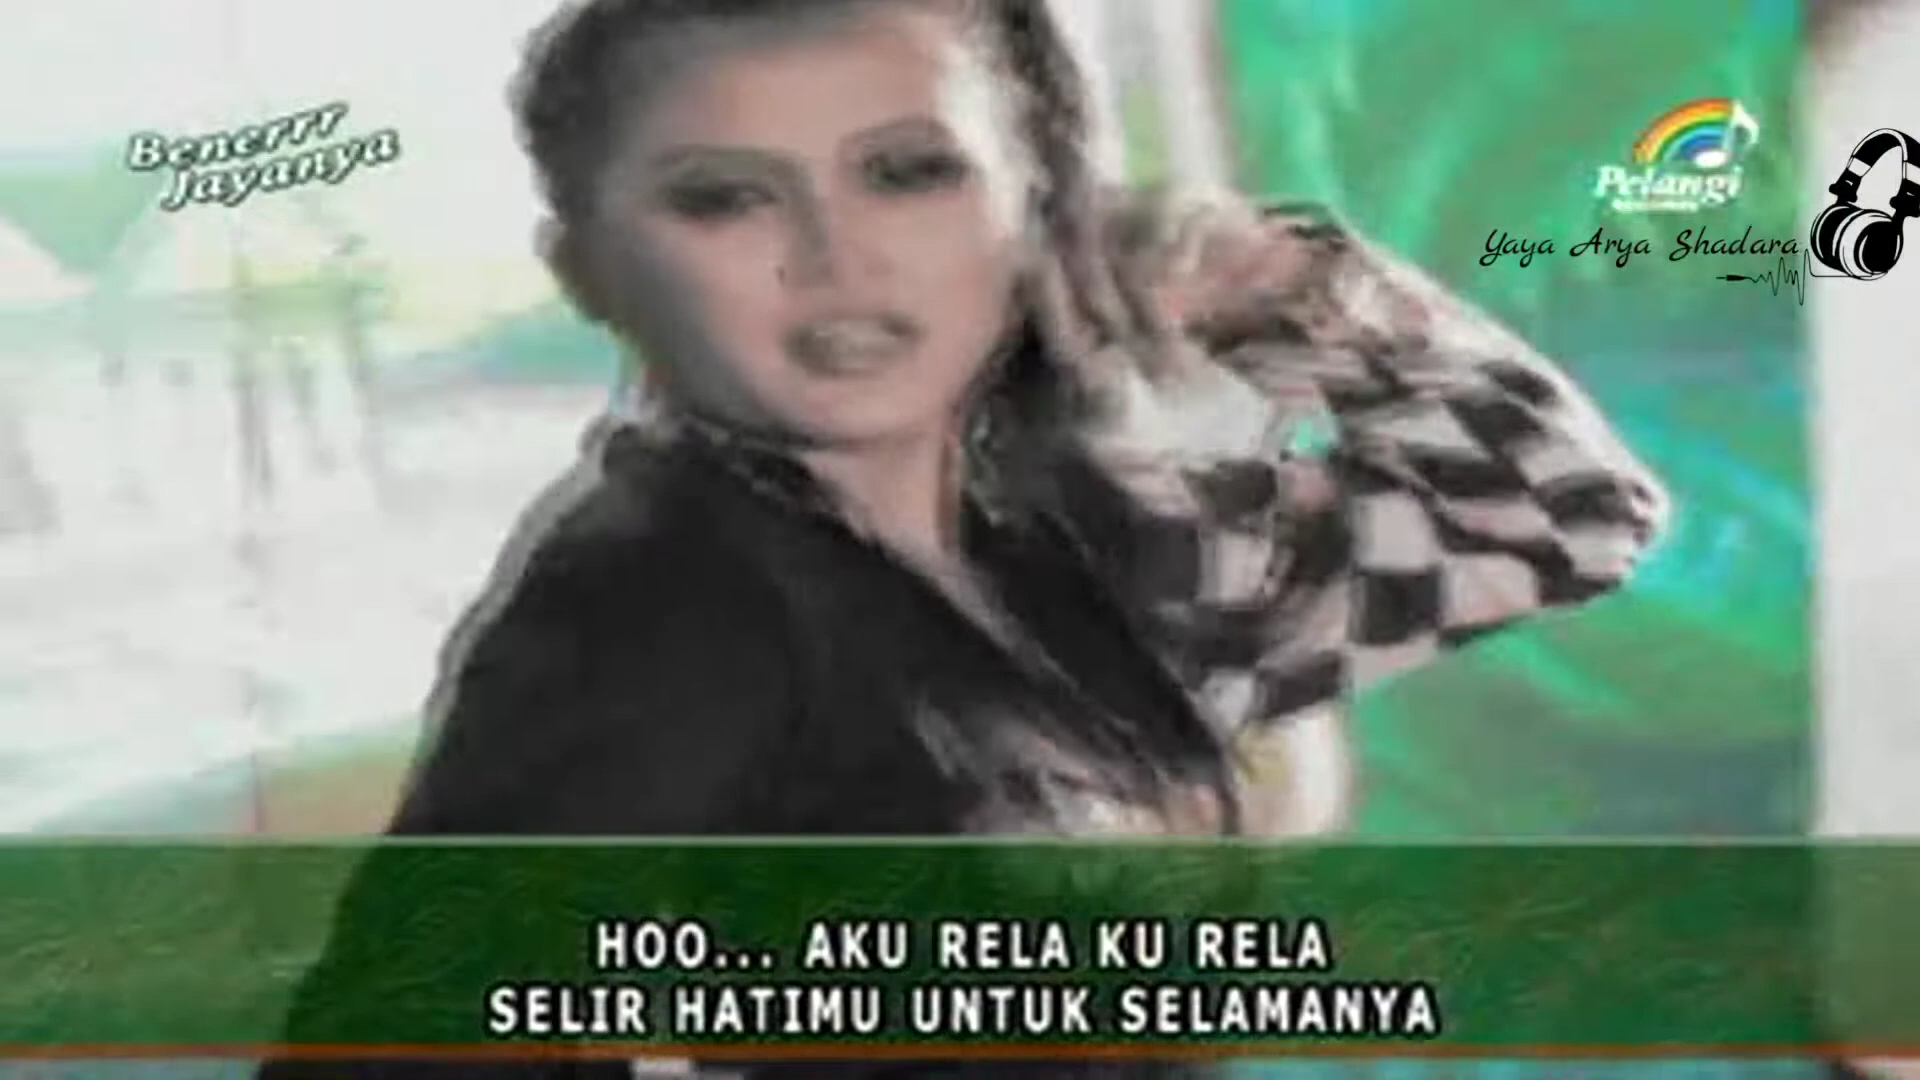 Benerrr
Jayanya
Pelangi
Yaya Arya Shadara
HOO... AKU RELA KU RELA
SELIR HATIMU UNTUK SELAMANYA